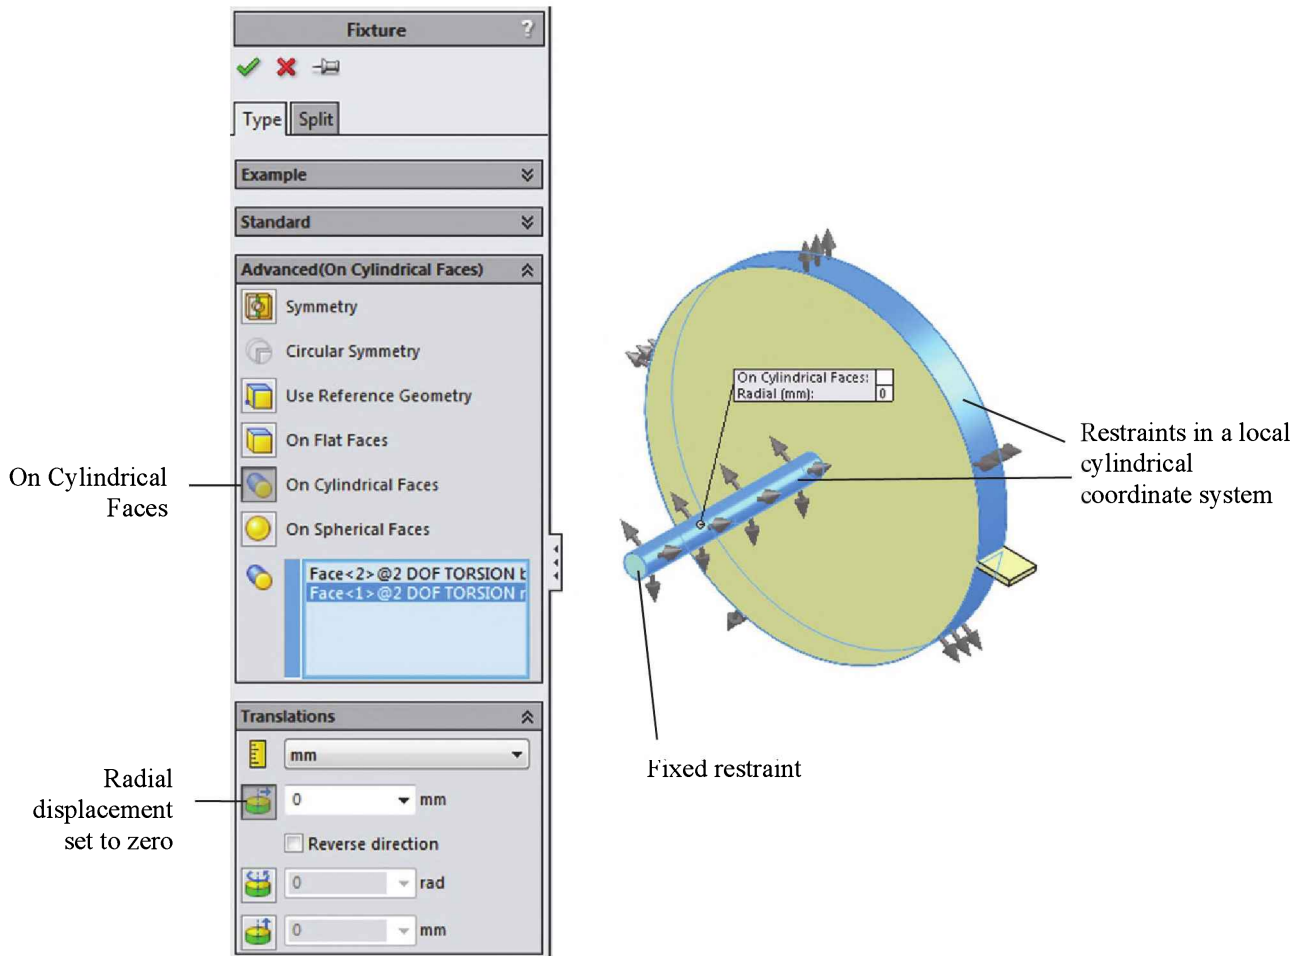 Fixture ?
Type Split
Example
Standard
Advanced(On Cylindrical Faces)
Symmetry
Circular Symmetry
Use Reference Geometry
On Flat Faces
On Cylindrical Faces
On Spherical Faces
Face<2>@2 DOF TORSION b
Face<1>@2 DOF TORSION r
Translations
mm
0 mm
Reverse direction
0 rad
0 mm
On Cylindrical
Faces
Radial
displacement
set to zero
On Cylindrical Faces:
Radial (mm): 0
Restraints in a local
cylindrical
coordinate system
Fixed restraint